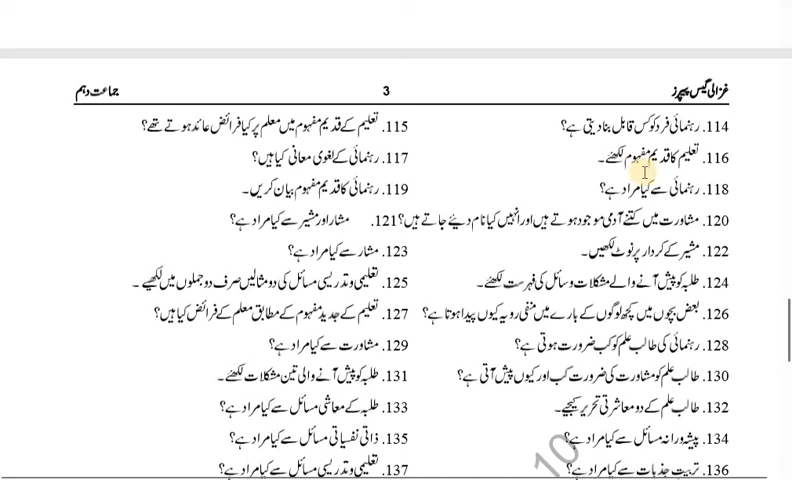 غزالی گیس پیپرز 3 جماعت دہم
114. رہنمائی فرد کو کس قابل بنا دیتی ہے؟ 115. تعلیم کے قدیم مفہوم میں معلم پر کیا فرائض عائد ہوتے تھے؟
116. تعلیم کا قدیم مفہوم لکھئے۔ 117. رہنمائی کے لغوی معانی کیا ہیں؟
118. رہنمائی سے کیا مراد ہے؟ 119. رہنمائی کا قدیم مفہوم بیان کریں۔
120. مشاورت میں کتنے آدمی موجود ہوتے ہیں اور انہیں کیا نام دیئے جاتے ہیں؟ 121. مشار اور مشیر سے کیا مراد ہے؟
122. مشیر کے کردار پر نوٹ لکھیں۔ 123. مشار سے کیا مراد ہے؟
124. طلبہ کو پیش آنے والے مشکلات وسائل کی فہرست لکھئے۔ 125. تعلیمی و تدریسی مسائل کی دو مثالیں صرف دو جملوں میں لکھیے۔
126. بعض بچوں میں کچھ لوگوں کے بارے میں منفی رویہ کیوں پیدا ہوتا ہے؟ 127. تعلیم کے جدید مفہوم کے مطابق معلم کے فرائض کیا ہیں؟
128. رہنمائی کی طالب علم کو کب ضرورت ہوتی ہے؟ 129. مشاورت سے کیا مراد ہے؟
130. طالب علم کو مشاورت کی ضرورت کب اور کیوں پیش آتی ہے؟ 131. طلبہ کو پیش آنے والی تین مشکلات لکھئے۔
132. طالب علم کے دو معاشرتی تحریر کیجیے۔ 133. طلبہ کے معاشی مسائل سے کیا مراد ہے؟
134. پیشہ ورانہ مسائل سے کیا مراد ہے؟ 135. ذاتی نفسیاتی مسائل سے کیا مراد ہے؟
136. تربیت جذبات سے کیا مراد ہے؟ 137. تعلیمی و تدریسی مسائل سے کیا مراد ہے؟
10